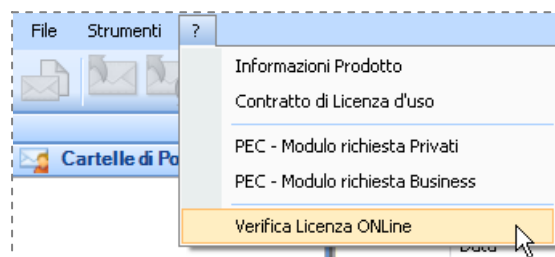 File Strumenti ?
Informazioni Prodotto
Contratto di Licenza d'uso
PEC - Modulo richiesta Privati
Cartelle di Po
PEC - Modulo richiesta Business
Verifica Licenza ONLine
Data